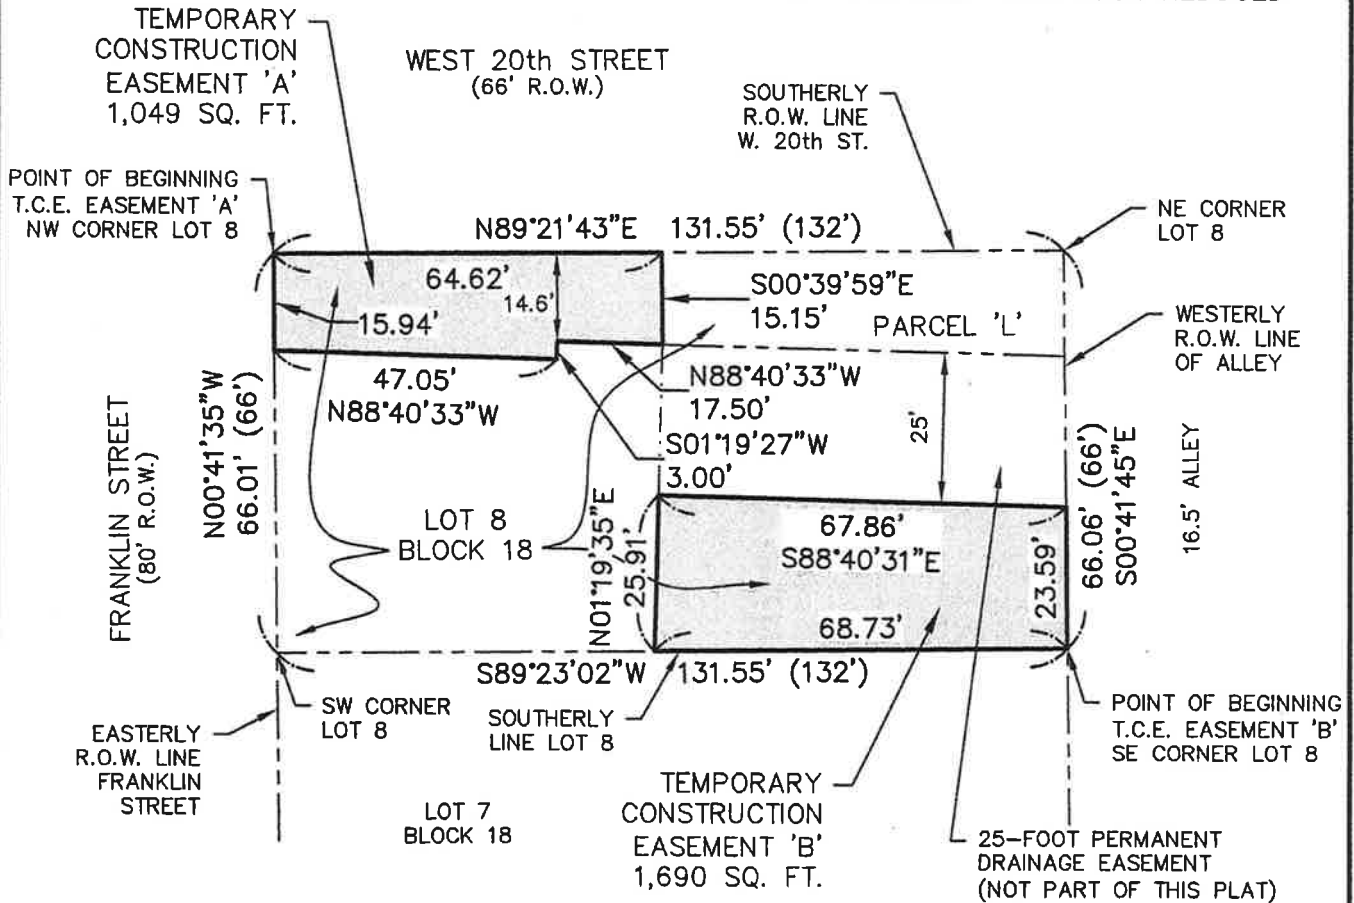 TEMPORARY
CONSTRUCTION
EASEMENT 'A'
1,049 SQ. FT.
WEST 20th STREET
(66' R.O.W.)
SOUTHERLY
R.O.W. LINE
W. 20th ST.
POINT OF BEGINNING
T.C.E. EASEMENT 'A'
NW CORNER LOT 8
N89°21'43"E 131.55' (132')
NE CORNER
LOT 8
64.62'
14.6'
15.94'
S00°39'59"E
15.15'
PARCEL 'L'
WESTERLY
R.O.W. LINE
OF ALLEY
47.05'
N88°40'33"W
N88°40'33"W
17.50'
S01°19'27"W
3.00'
25'
FRANKLIN STREET
(80' R.O.W.)
N00°41'35"W
66.01' (66')
LOT 8
BLOCK 18
N01°19'35"E
25.91'
67.86'
S88°40'31"E
23.59'
68.73'
66.06' (66')
S00°41'45"E
16.5' ALLEY
S89°23'02"W 131.55' (132')
SW CORNER
LOT 8
SOUTHERLY
LINE LOT 8
POINT OF BEGINNING
T.C.E. EASEMENT 'B'
SE CORNER LOT 8
EASTERLY
R.O.W. LINE
FRANKLIN
STREET
LOT 7
BLOCK 18
TEMPORARY
CONSTRUCTION
EASEMENT 'B'
1,690 SQ. FT.
25-FOOT PERMANENT
DRAINAGE EASEMENT
(NOT PART OF THIS PLAT)